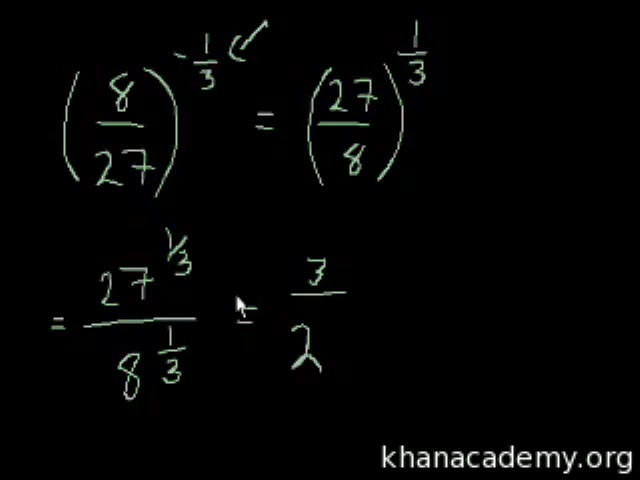 (8/27)^(-1/3) = (27/8)^(1/3)
= 27^(1/3) / 8^(1/3) = 3/2
khanacademy.org